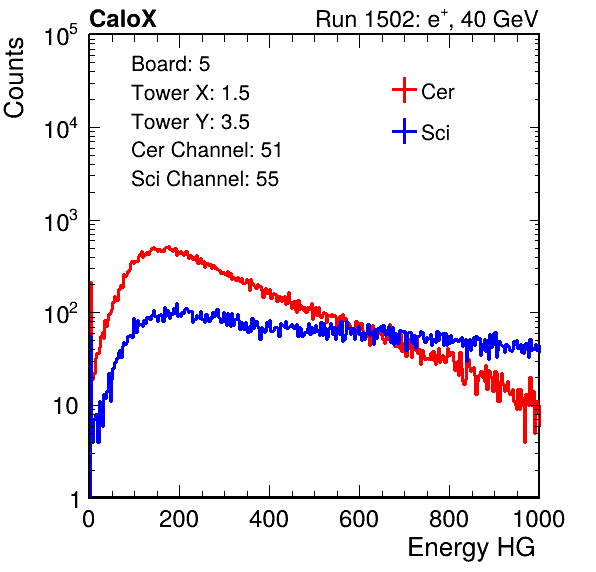 CaloX Run 1502: e⁺, 40 GeV
Counts
Board: 5
Tower X: 1.5
Tower Y: 3.5
Cer Channel: 51
Sci Channel: 55
Cer
Sci
10⁵
10⁴
10³
10²
10
1
0 200 400 600 800 1000
Energy HG